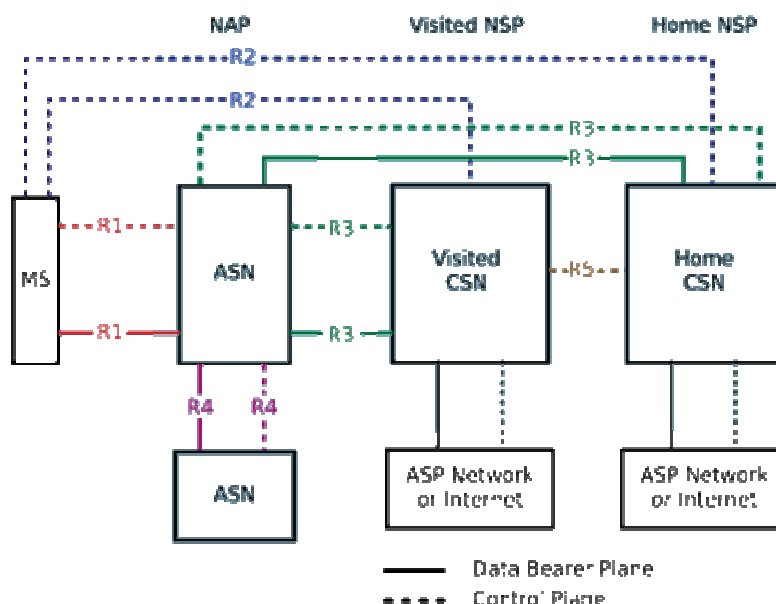 NAP
Visited NSP
Home NSP
R2
R2
R3
R3
R1
R3
MS
ASN
Visited
CSN
R5
Home
CSN
R1
R3
R4
R4
ASN
ASP Network
or Internet
ASP Network
or Internet
Data Bearer Plane
Control Plane